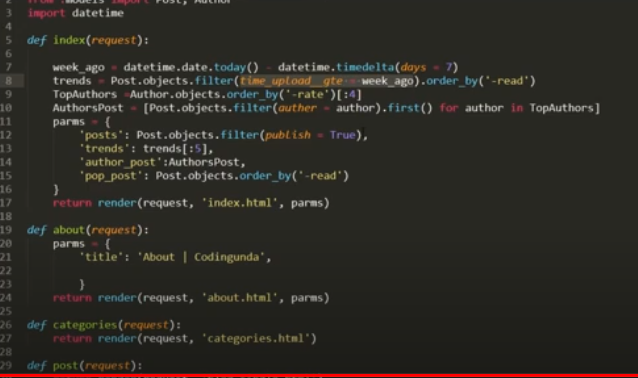 2 from .models import Post, Author
3 import datetime
4
5 def index(request):
6
7 week_ago = datetime.date.today() - datetime.timedelta(days = 7)
8 trends = Post.objects.filter(time_upload__gte = week_ago).order_by('-read')
9 TopAuthors =Author.objects.order_by('-rate')[:4]
10 AuthorsPost = [Post.objects.filter(auther = author).first() for author in TopAuthors]
11 parms = {
12 'posts': Post.objects.filter(publish = True),
13 'trends': trends[:5],
14 'author_post':AuthorsPost,
15 'pop_post': Post.objects.order_by('-read')
16 }
17 return render(request, 'index.html', parms)
18
19 def about(request):
20 parms = {
21 'title': 'About | Codingunda',
22
23 }
24 return render(request, 'about.html', parms)
25
26 def categories(request):
27 return render(request, 'categories.html')
28
29 def post(request):